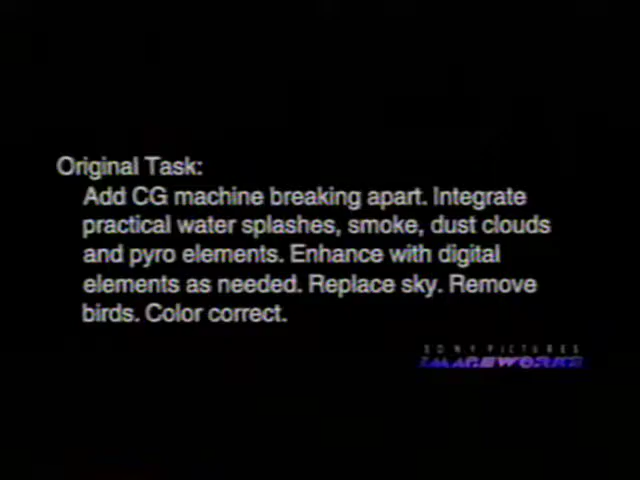 Original Task:
Add CG machine breaking apart. Integrate
practical water splashes, smoke, dust clouds
and pyro elements. Enhance with digital
elements as needed. Replace sky. Remove
birds. Color correct.
SONY PICTURES
IMAGEWORKS